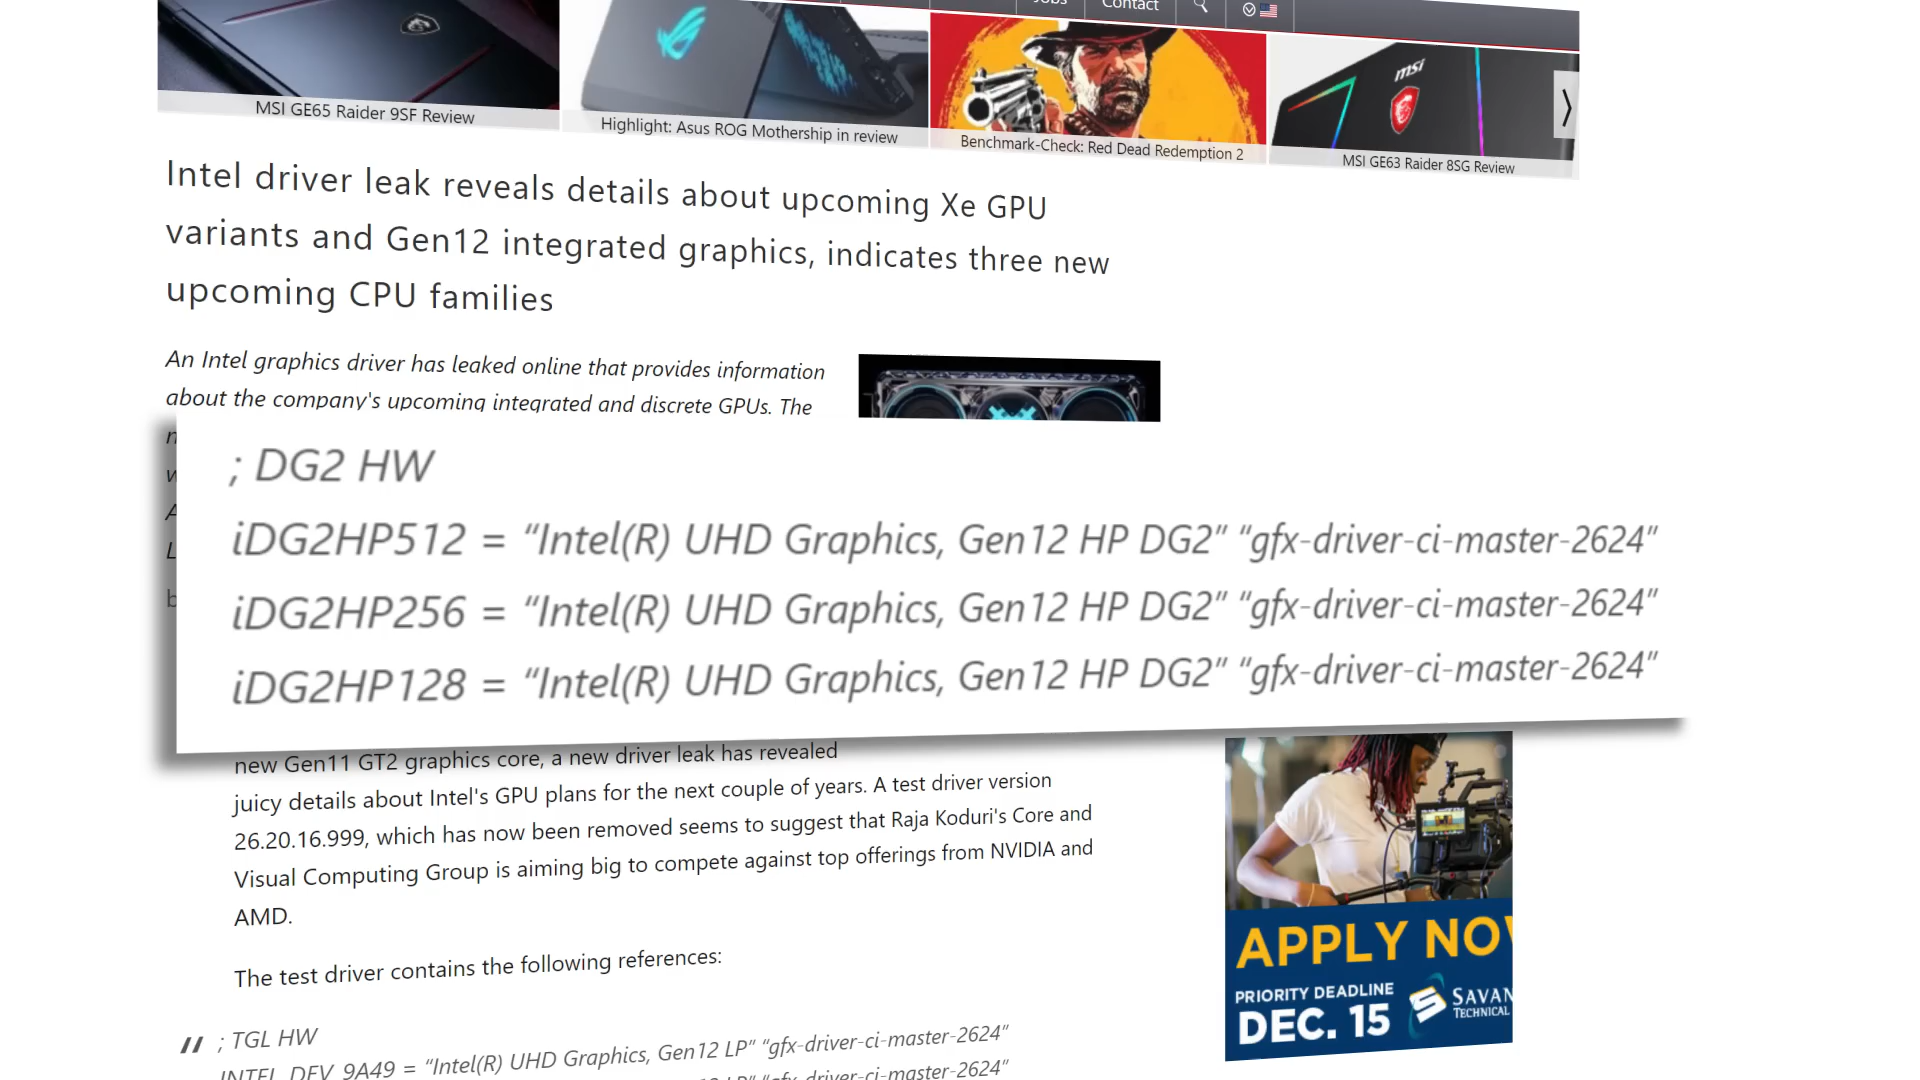 Contact
msi
MSI GE65 Raider 9SF Review
Highlight: Asus ROG Mothership in review
Benchmark-Check: Red Dead Redemption 2
MSI GE63 Raider 8SG Review
Intel driver leak reveals details about upcoming Xe GPU
variants and Gen12 integrated graphics, indicates three new
upcoming CPU families
An Intel graphics driver has leaked online that provides information
about the company's upcoming integrated and discrete GPUs. The
; DG2 HW
iDG2HP512 = “Intel(R) UHD Graphics, Gen12 HP DG2” “gfx-driver-ci-master-2624”
iDG2HP256 = “Intel(R) UHD Graphics, Gen12 HP DG2” “gfx-driver-ci-master-2624”
iDG2HP128 = “Intel(R) UHD Graphics, Gen12 HP DG2” “gfx-driver-ci-master-2624”
new Gen11 GT2 graphics core, a new driver leak has revealed
juicy details about Intel's GPU plans for the next couple of years. A test driver version
26.20.16.999, which has now been removed seems to suggest that Raja Koduri's Core and
Visual Computing Group is aiming big to compete against top offerings from NVIDIA and
AMD.
The test driver contains the following references:
; TGL HW
INTEL_DEV_9A49 = “Intel(R) UHD Graphics, Gen12 LP” “gfx-driver-ci-master-2624”
“gfx-driver-ci-master-2624”
APPLY NO
PRIORITY DEADLINE
DEC. 15
SAVAN
TECHNICAL